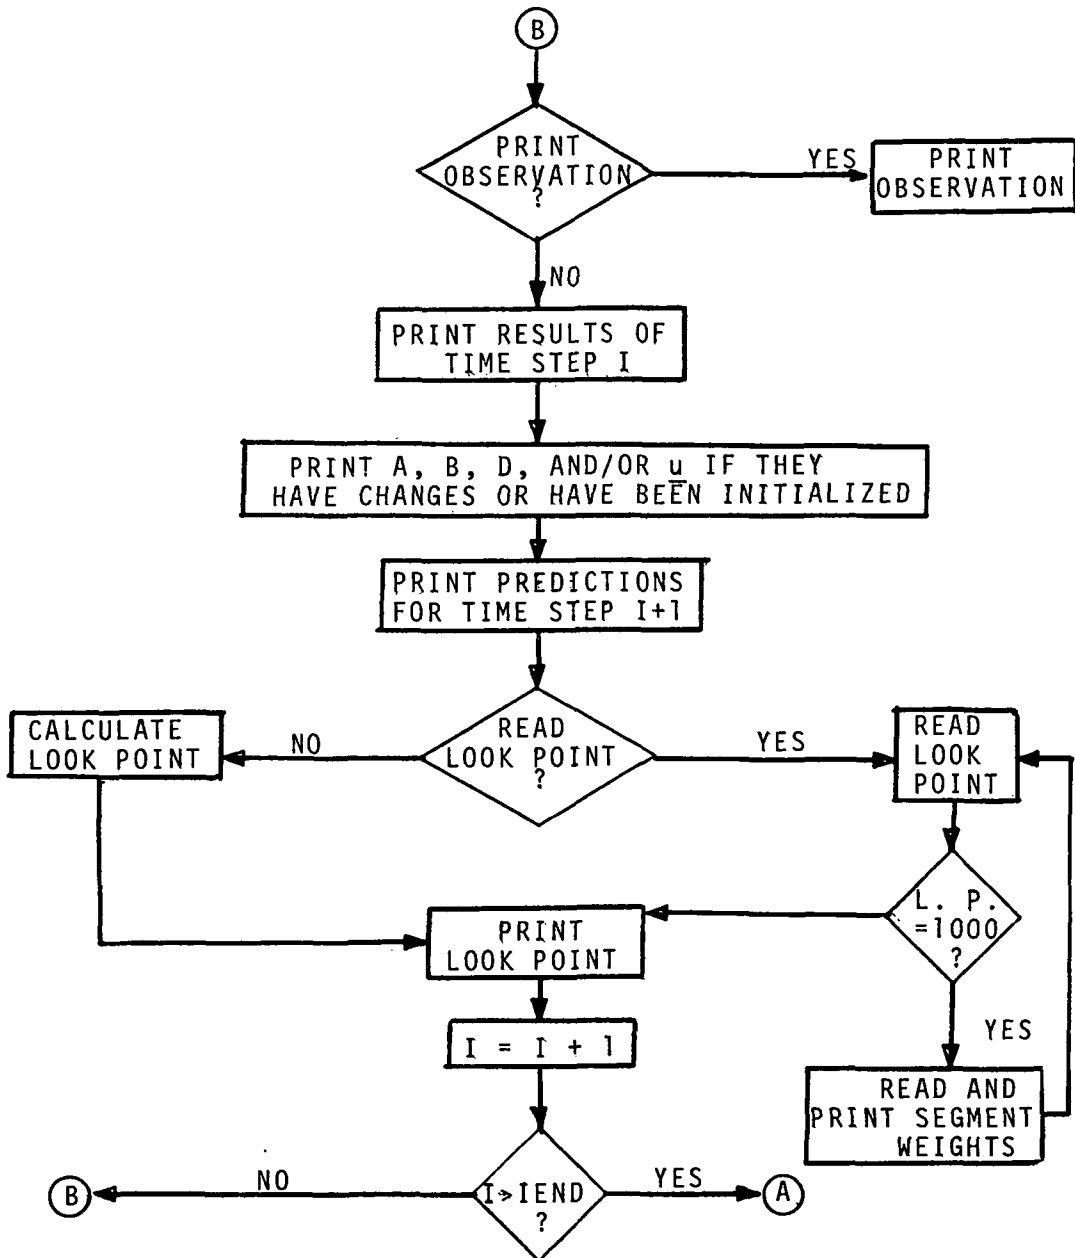 B
PRINT
OBSERVATION
?
YES
PRINT
OBSERVATION
NO
PRINT RESULTS OF
TIME STEP I
PRINT A, B, D, AND/OR u IF THEY
HAVE CHANGES OR HAVE BEEN INITIALIZED
PRINT PREDICTIONS
FOR TIME STEP I+1
READ
LOOK POINT
?
NO
CALCULATE
LOOK POINT
YES
READ
LOOK
POINT
L. P.
=1000
?
PRINT
LOOK POINT
YES
READ AND
PRINT SEGMENT
WEIGHTS
I = I + 1
I>IEND
?
NO
B
YES
A